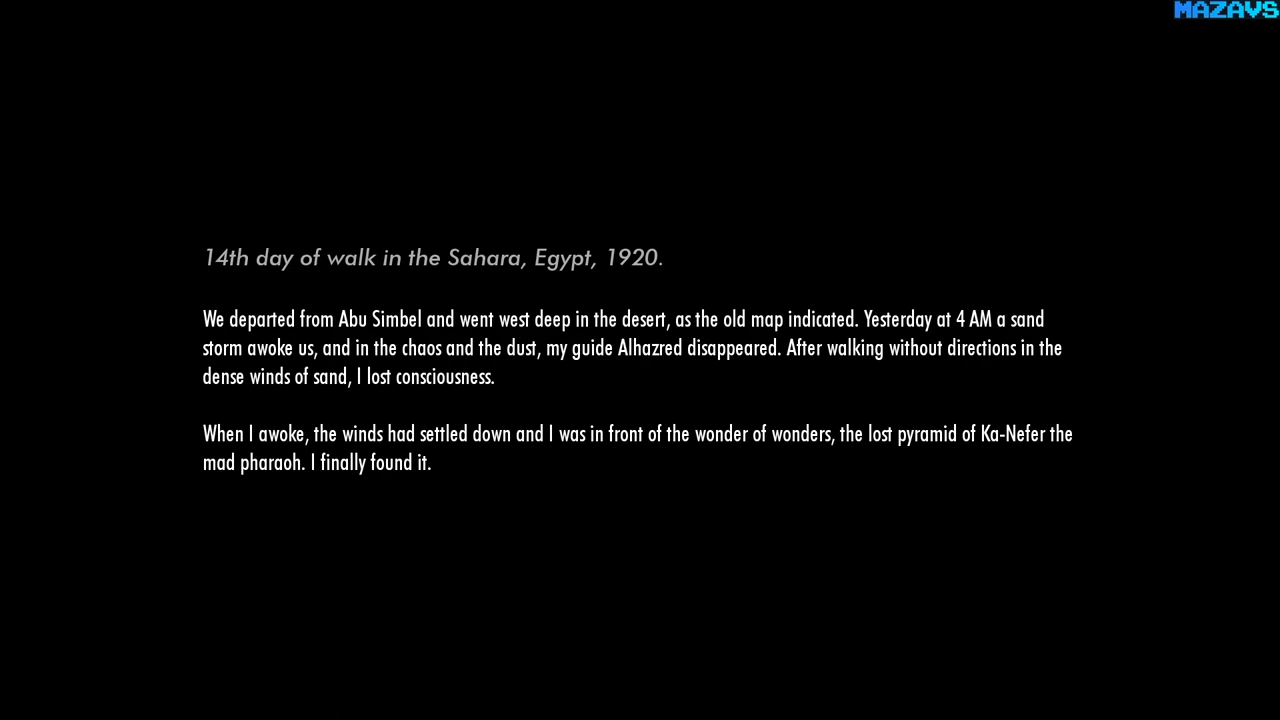 MAZAVS
14th day of walk in the Sahara, Egypt, 1920.
We departed from Abu Simbel and went west deep in the desert, as the old map indicated. Yesterday at 4 AM a sand
storm awoke us, and in the chaos and the dust, my guide Alhazred disappeared. After walking without directions in the
dense winds of sand, I lost consciousness.
When I awoke, the winds had settled down and I was in front of the wonder of wonders, the lost pyramid of Ka-Nefer the
mad pharaoh. I finally found it.